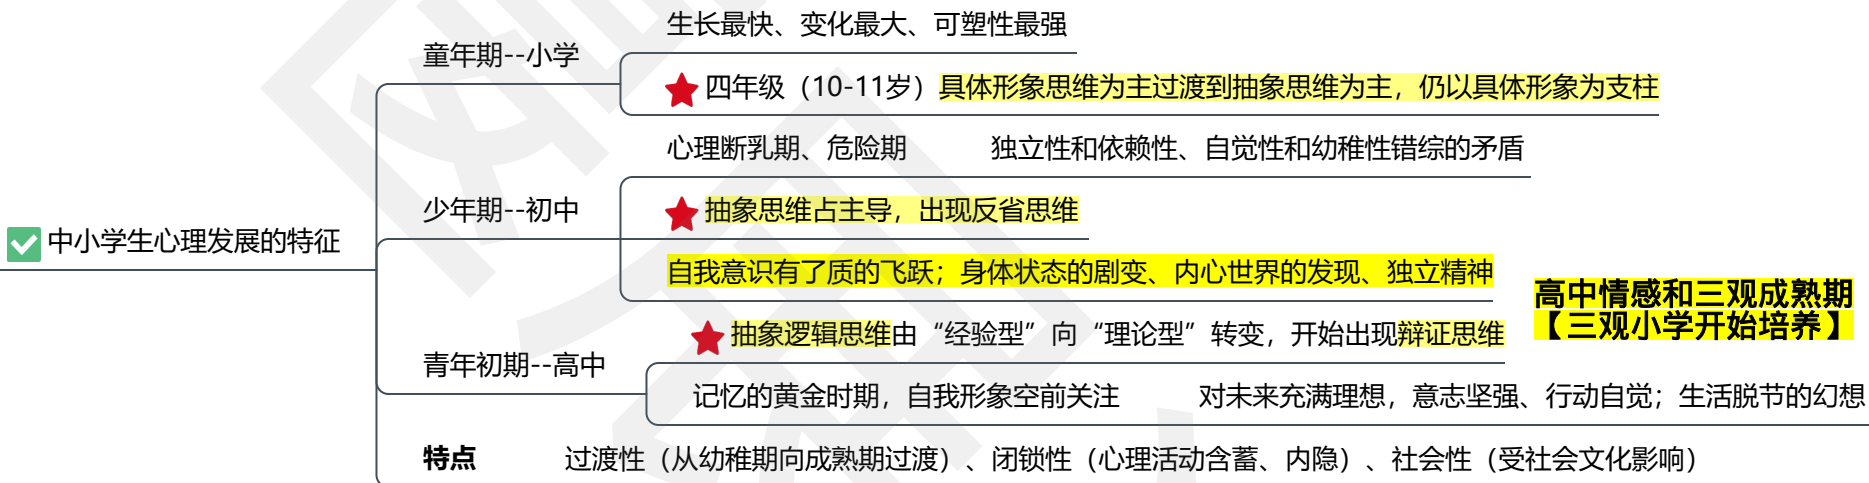 生长最快、变化最大、可塑性最强
童年期--小学
四年级（10-11岁）具体形象思维为主过渡到抽象思维为主，仍以具体形象为支柱
心理断乳期、危险期 独立性和依赖性、自觉性和幼稚性错综的矛盾
少年期--初中
抽象思维占主导，出现反省思维
中小学生心理发展的特征
自我意识有了质的飞跃；身体状态的剧变、内心世界的发现、独立精神
高中情感和三观成熟期
【三观小学开始培养】
抽象逻辑思维由“经验型”向“理论型”转变，开始出现辩证思维
青年初期--高中
记忆的黄金时期，自我形象空前关注 对未来充满理想，意志坚强、行动自觉；生活脱节的幻想
特点 过渡性（从幼稚期向成熟期过渡）、闭锁性（心理活动含蓄、内隐）、社会性（受社会文化影响）